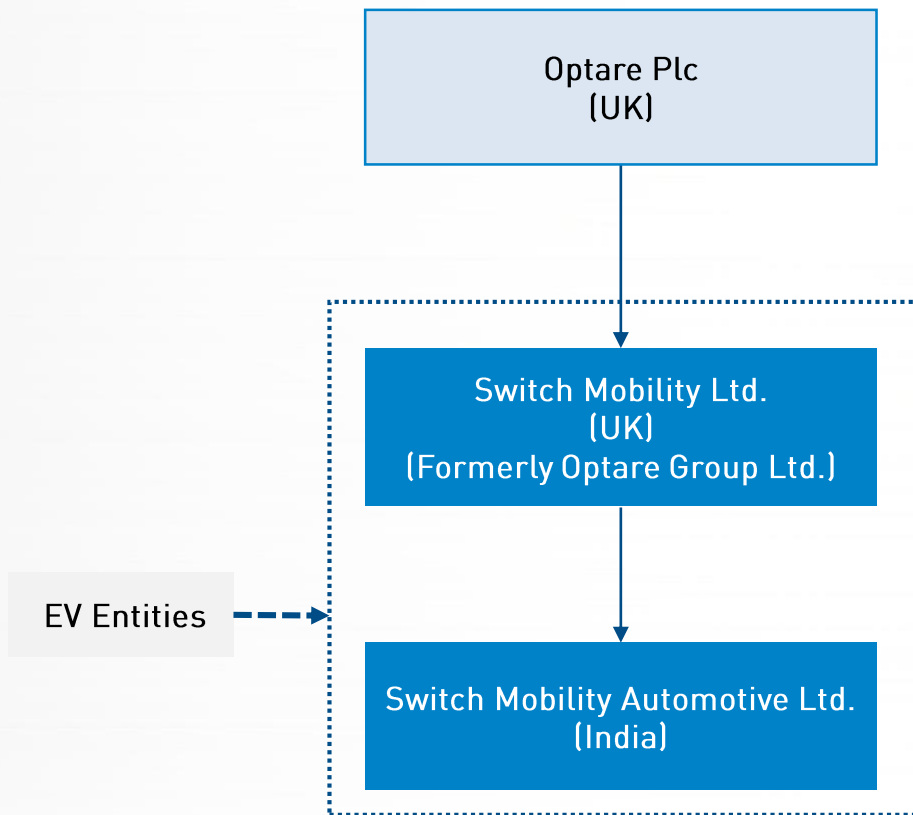 Optare Plc
(UK)
Switch Mobility Ltd.
(UK)
(Formerly Optare Group Ltd.)
EV Entities
Switch Mobility Automotive Ltd.
(India)